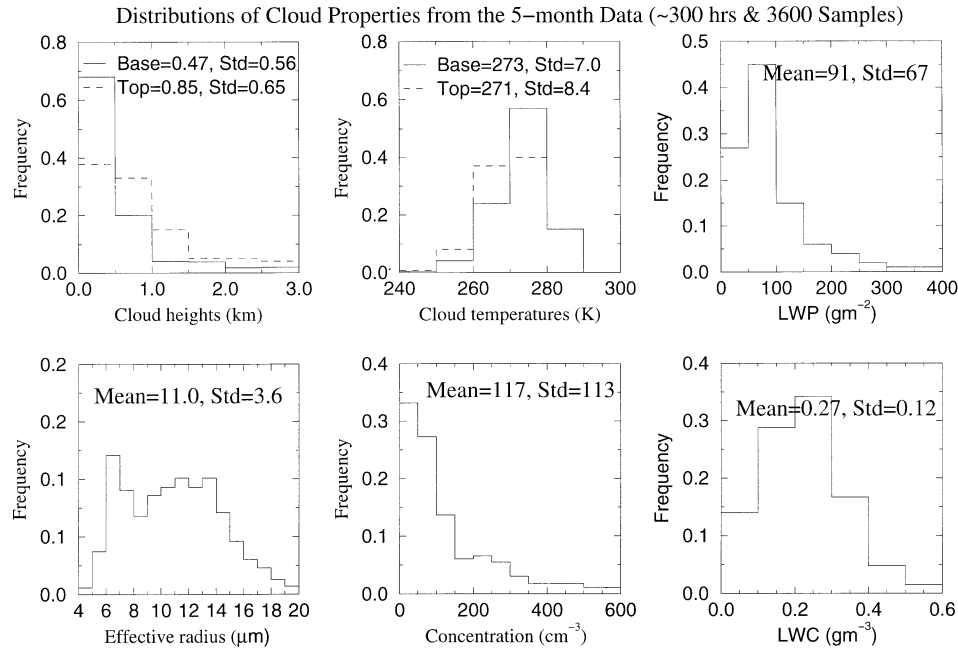 Distributions of Cloud Properties from the 5−month Data (~300 hrs & 3600 Samples)
0.8
0.6
0.4
0.2
0.0
Frequency
Base=0.47, Std=0.56
Top=0.85, Std=0.65
0.0 1.0 2.0 3.0
Cloud heights (km)
0.8
0.6
0.4
0.2
0.0
Frequency
Base=273, Std=7.0
Top=271, Std=8.4
240 260 280 300
Cloud temperatures (K)
0.5
0.4
0.3
0.2
0.1
0.0
Frequency
Mean=91, Std=67
0 100 200 300 400
LWP (gm⁻²)
0.2
0.2
0.1
0.1
0.0
Frequency
Mean=11.0, Std=3.6
4 6 8 10 12 14 16 18 20
Effective radius (μm)
0.4
0.3
0.2
0.1
0.0
Frequency
Mean=117, Std=113
0 100 200 300 400 500 600
Concentration (cm⁻³)
0.4
0.3
0.2
0.1
0.0
Frequency
Mean=0.27, Std=0.12
0.0 0.2 0.4 0.6
LWC (gm⁻³)